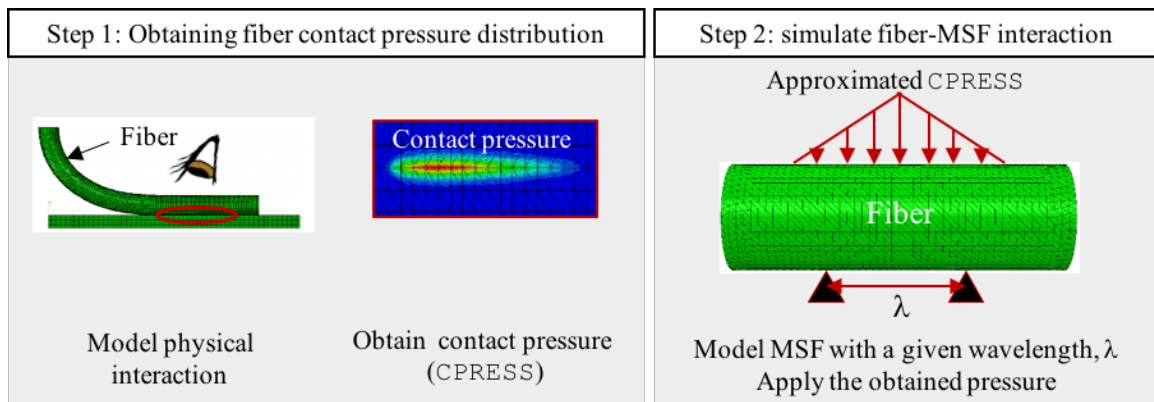 Step 1: Obtaining fiber contact pressure distribution
Fiber
Contact pressure
Model physical
interaction
Obtain contact pressure
(CPRESS)
Step 2: simulate fiber-MSF interaction
Approximated CPRESS
Fiber
λ
Model MSF with a given wavelength, λ
Apply the obtained pressure